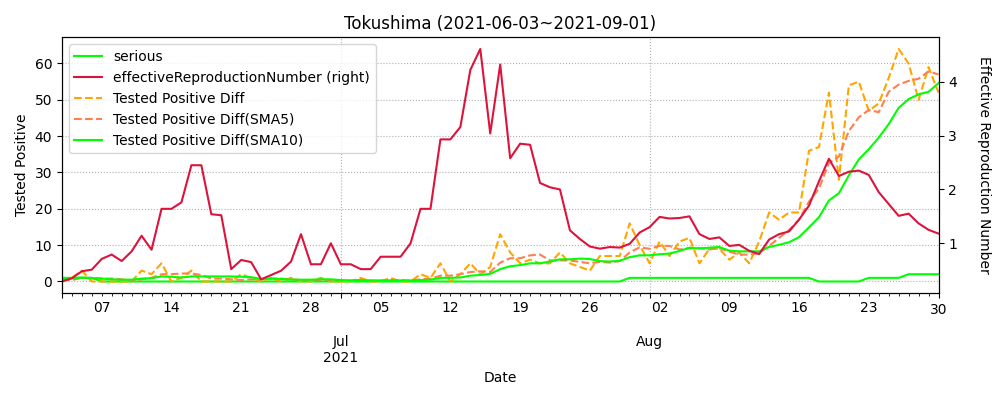 Tokushima (2021-06-03~2021-09-01)
serious
effectiveReproductionNumber (right)
Tested Positive Diff
Tested Positive Diff(SMA5)
Tested Positive Diff(SMA10)
Tested Positive
60
50
40
30
20
10
0
4
3
2
1
Effective Reproduction Number
07 14 21 28 05 12 19 26 02 09 16 23 30
Jul Aug
2021
Date